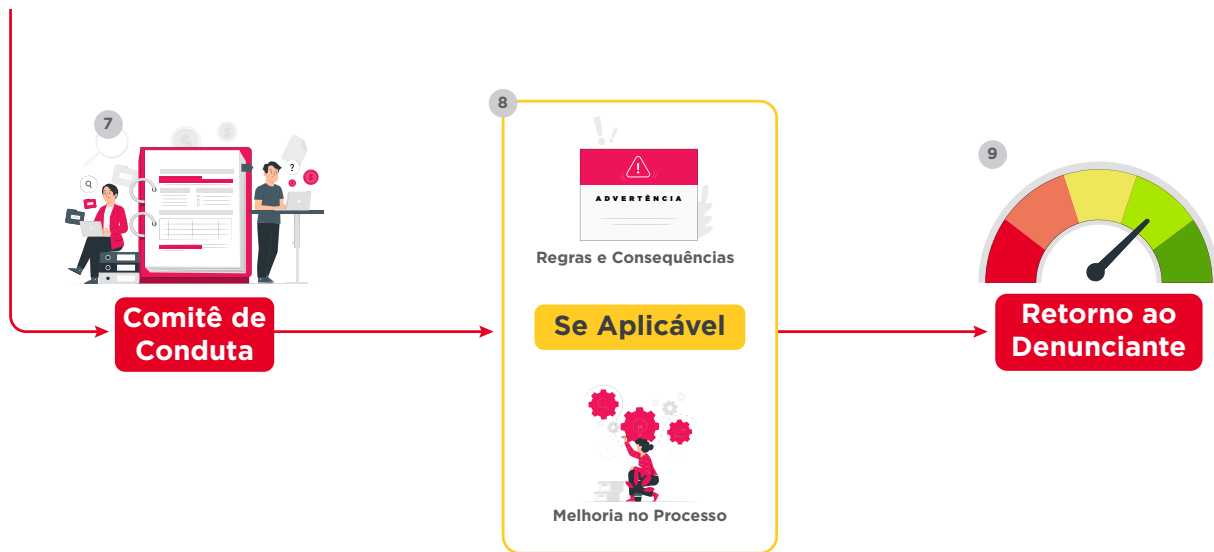 7
Comitê de
Conduta
8
ADVERTÊNCIA
Regras e Consequências
Se Aplicável
Melhoria no Processo
9
Retorno ao
Denunciante